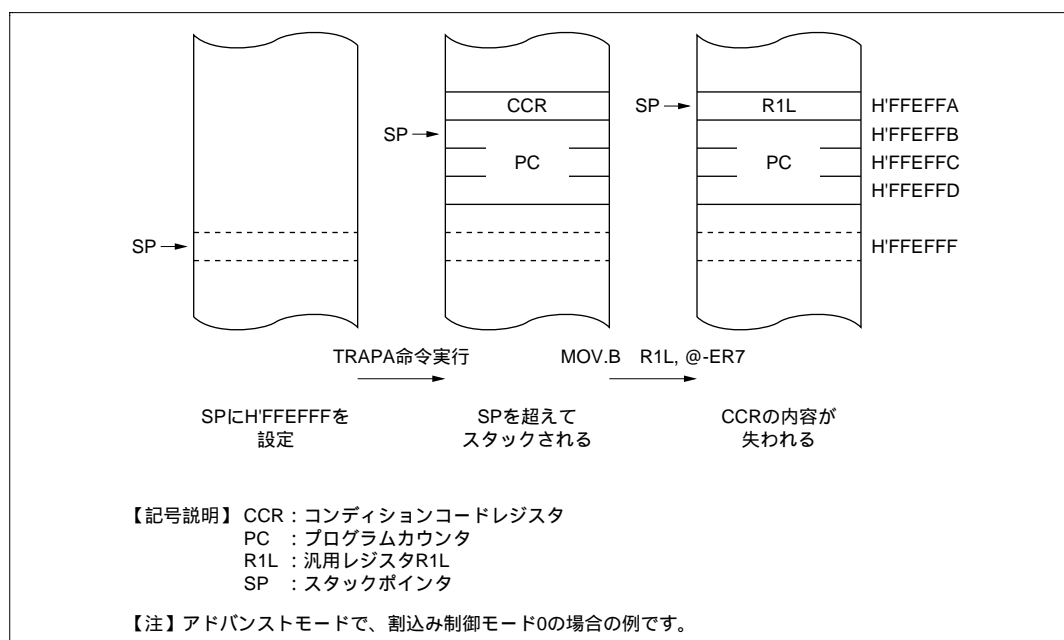 CCR
SP
R1L
H'FFEFFA
SP
H'FFEFFB
PC
PC
H'FFEFFC
H'FFEFFD
SP
H'FFEFFF
TRAPA命令実行
MOV.B R1L, @-ER7
SPにH'FFEFFFを
設定
SPを超えて
スタックされる
CCRの内容が
失われる
【記号説明】 CCR：コンディションコードレジスタ
PC ：プログラムカウンタ
R1L ：汎用レジスタR1L
SP ：スタックポインタ
【注】アドバンストモードで、割込み制御モード0の場合の例です。